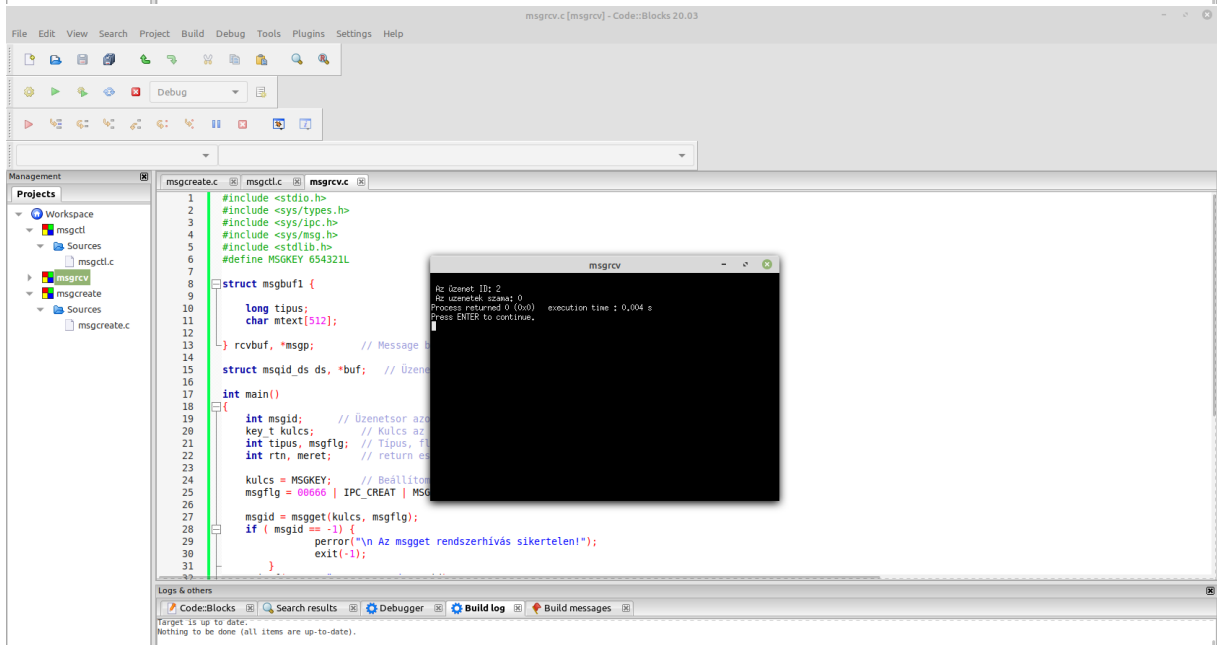 msgrcv.c [msgrcv] - Code::Blocks 20.03
File Edit View Search Project Build Debug Tools Plugins Settings Help
Debug
Management
Projects
Workspace
msgctl
Sources
msgctl.c
msgrcv
msgcreate
Sources
msgcreate.c
msgcreate.c msgctl.c msgrcv.c
1 #include <stdio.h>
2 #include <sys/types.h>
3 #include <sys/ipc.h>
4 #include <sys/msg.h>
5 #include <stdlib.h>
6 #define MSGKEY 654321L
7
8 struct msgbuf1 {
9
10 long tipus;
11 char mtext[512];
12
13 } rcvbuf, *msgp; // Message
14
15 struct msqid_ds ds, *buf; //
16
17 int main()
18 {
19 int msgid; // Üzenetsor
20 key_t kulcs; // Kulcs az
21 int tipus, msgflg; // Tipus,
22 int rtn, meret; // return
23
24 kulcs = MSGKEY; //
25 msgflg = 00666 | IPC_CREAT |
26
27 msgid = msgget(kulcs, msgflg);
28 if ( msgid == -1) {
29 perror("\n Az msgget rendszerhívás sikertelen!");
30 exit(-1);
31 }
msgrcv
Az üzenet ID: 2
Az uzenetek szama: 0
Process returned 0 (0x0) execution time : 0,004 s
Press ENTER to continue.
Logs & others
Code::Blocks Search results Debugger Build log Build messages
Target is up to date.
Nothing to be done (all items are up-to-date).